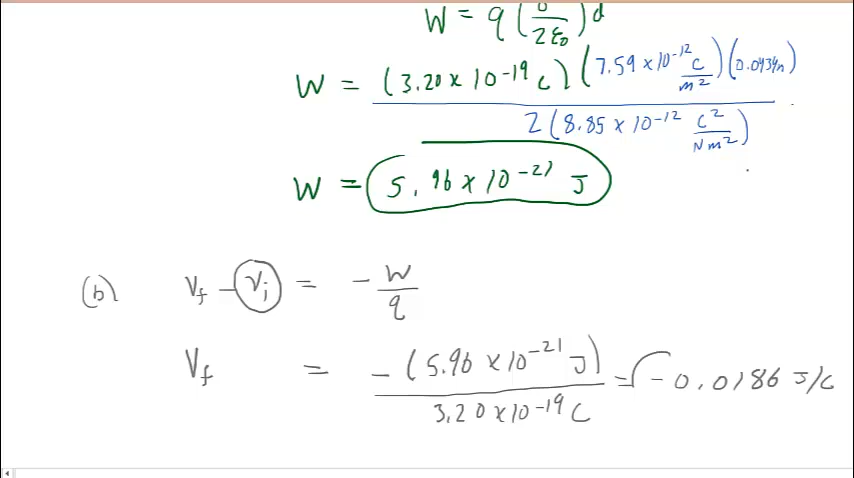 W = q ( σ / 2ε₀ ) d
W = (3.20 x 10⁻¹⁹ C) (7.59 x 10⁻¹² C/m²) (0.0434m) / 2 (8.85 x 10⁻¹² C²/Nm²)
W = 5.96 x 10⁻²¹ J
(b) V_f - V_i = - W/q
V_f = - (5.96 x 10⁻²¹ J) / 3.20 x 10⁻¹⁹ C = -0.0186 J/C